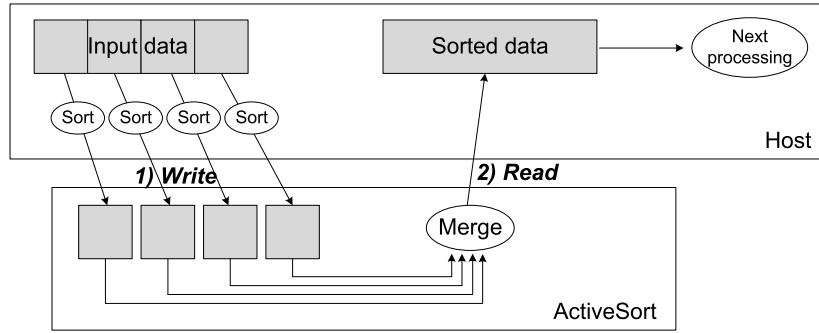 Input data
Sorted data
Next
processing
Sort
Sort
Sort
Sort
Host
1) Write
2) Read
Merge
ActiveSort